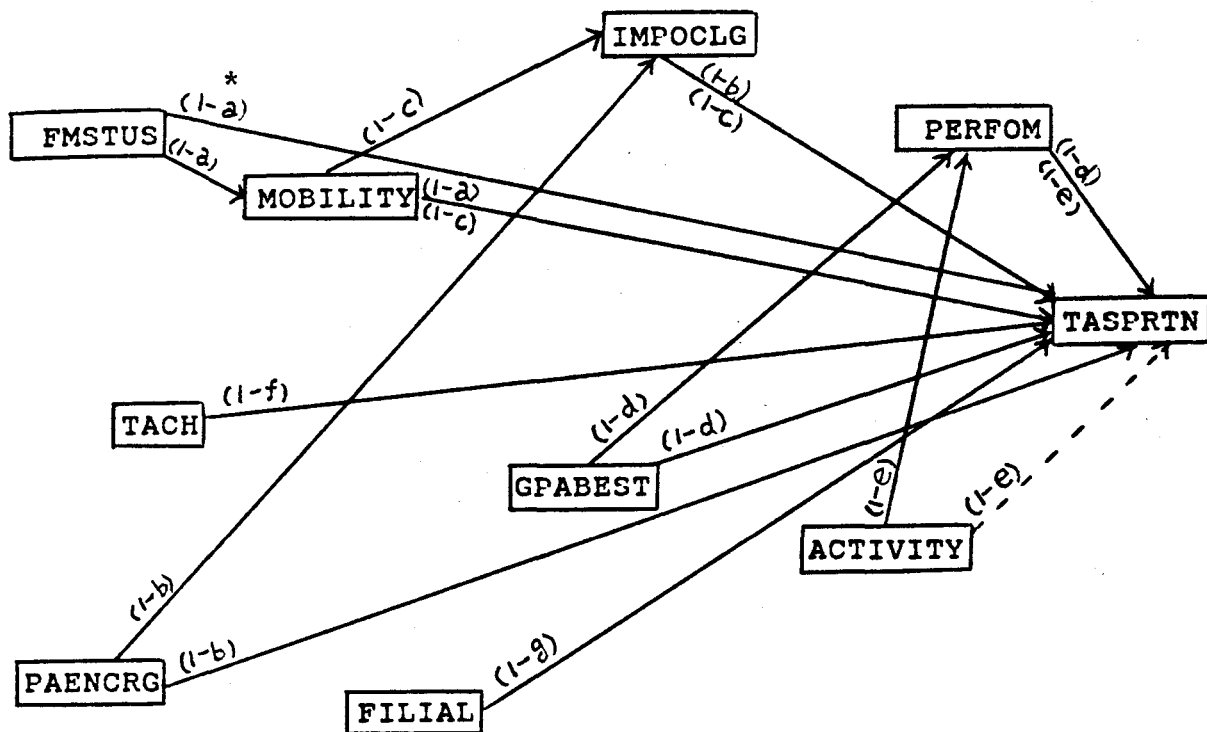 IMPOCLG
*
(1-a)
(1-b)
(1-c)
(1-c)
FMSTUS
(1-a)
PERFOM
(1-d)
(1-e)
MOBILITY
(1-a)
(1-c)
TASPRTN
TACH
(1-f)
(1-d)
(1-d)
GPABEST
(1-e)
(1-e)
ACTIVITY
(1-b)
(1-b)
PAENCRG
(1-g)
FILIAL